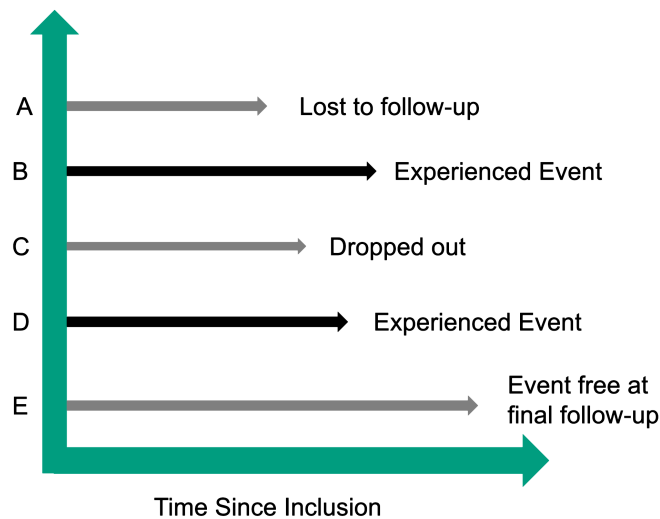 A
Lost to follow-up
B
Experienced Event
C
Dropped out
D
Experienced Event
E
Event free at
final follow-up
Time Since Inclusion